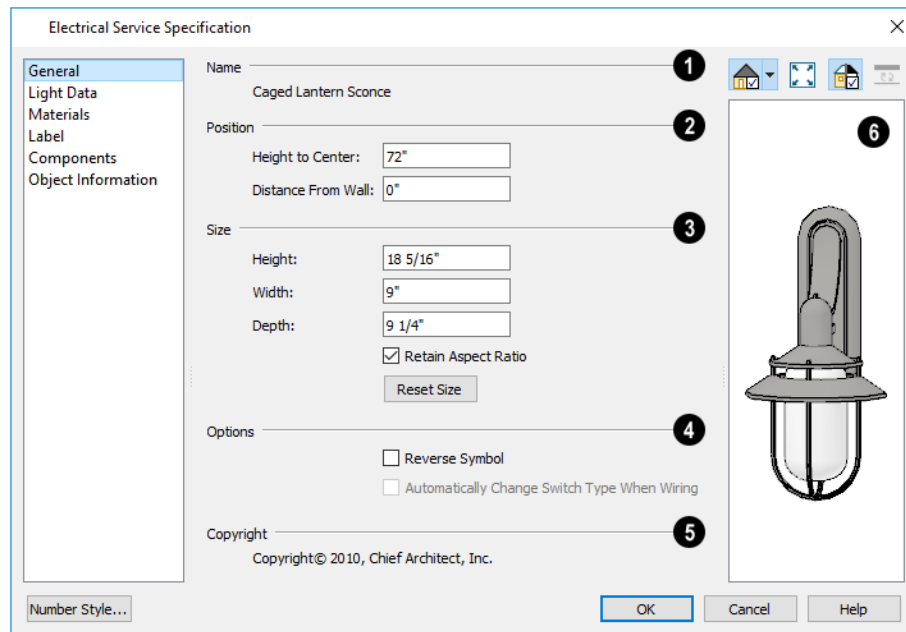 Electrical Service Specification
General
Light Data
Materials
Label
Components
Object Information
Name 1
Caged Lantern Sconce
Position 2
Height to Center: 72"
Distance From Wall: 0"
Size 3
Height: 18 5/16"
Width: 9"
Depth: 9 1/4"
Retain Aspect Ratio
Reset Size
Options 4
Reverse Symbol
Automatically Change Switch Type When Wiring
Copyright 5
Copyright© 2010, Chief Architect, Inc.
6
Number Style... OK Cancel Help